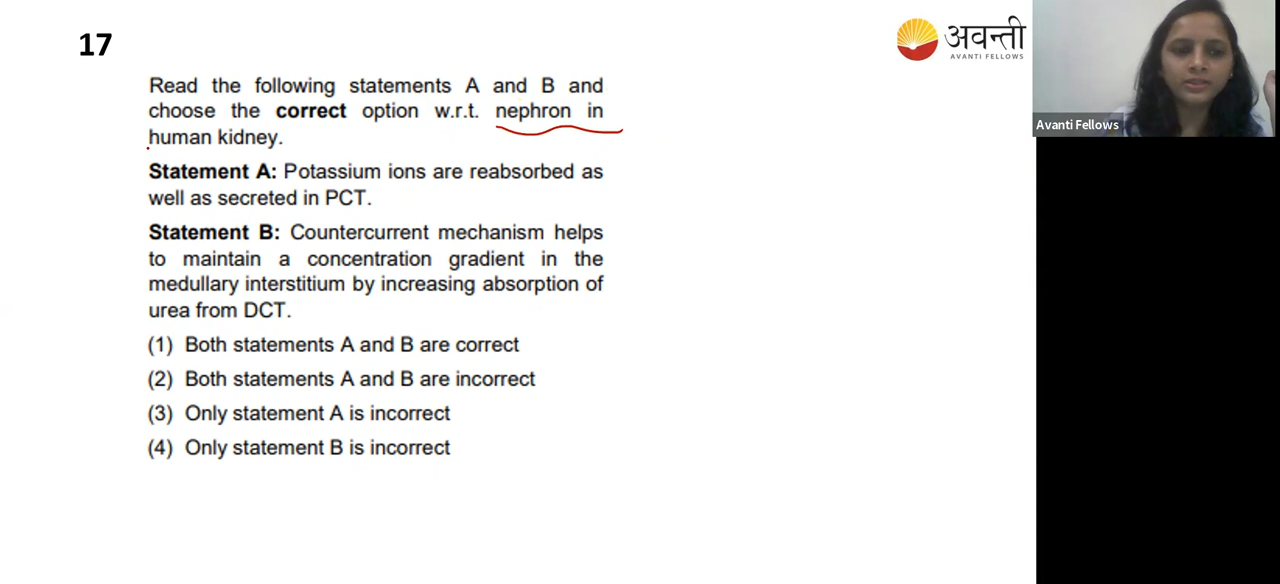 17
अवन्ती
AVANTI FELLOWS
Avanti Fellows
Read the following statements A and B and
choose the correct option w.r.t. nephron in
human kidney.
Statement A: Potassium ions are reabsorbed as
well as secreted in PCT.
Statement B: Countercurrent mechanism helps
to maintain a concentration gradient in the
medullary interstitium by increasing absorption of
urea from DCT.
(1) Both statements A and B are correct
(2) Both statements A and B are incorrect
(3) Only statement A is incorrect
(4) Only statement B is incorrect